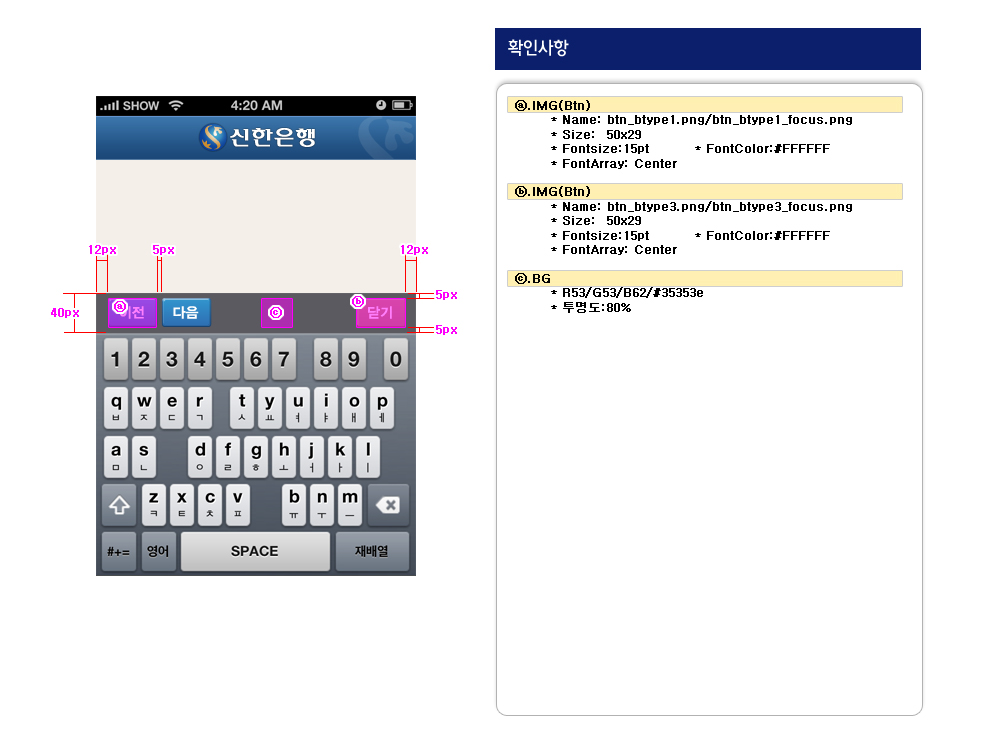 확인사항
SHOW 4:20 AM
신한은행
12px 5px 12px
40px
ⓐ 이전 다음 ⓒ ⓑ 닫기
5px
5px
1 2 3 4 5 6 7 8 9 0
q w e r t y u i o p
ㅂ ㅈ ㄷ ㄱ ㅅ ㅛ ㅕ ㅑ ㅐ ㅔ
a s d f g h j k l
ㅁ ㄴ ㅇ ㄹ ㅎ ㅗ ㅓ ㅏ ㅣ
z x c v b n m
ㅋ ㅌ ㅊ ㅍ ㅠ ㅜ ㅡ
#+= 영어 SPACE 재배열
ⓐ.IMG(Btn)
* Name: btn_btype1.png/btn_btype1_focus.png
* Size: 50x29
* Fontsize:15pt * FontColor:#FFFFFF
* FontArray: Center
ⓑ.IMG(Btn)
* Name: btn_btype3.png/btn_btype3_focus.png
* Size: 50x29
* Fontsize:15pt * FontColor:#FFFFFF
* FontArray: Center
ⓒ.BG
* R53/G53/B62/#35353e
* 투명도:80%